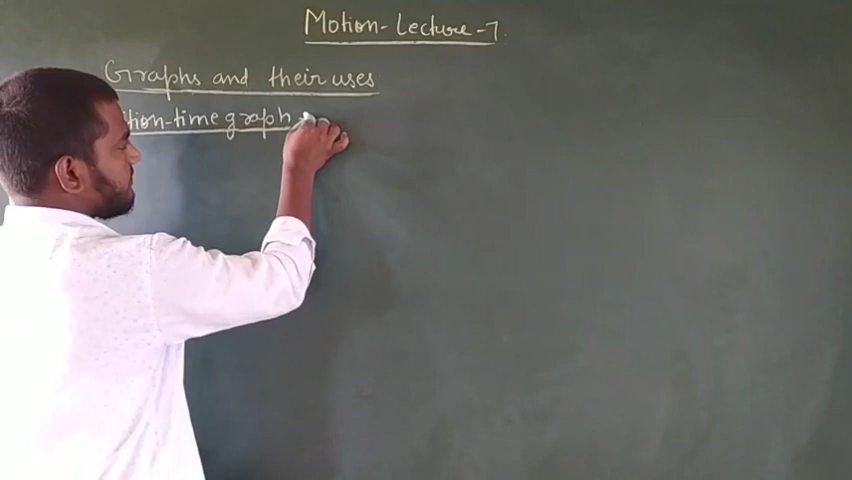 Motion-Lecture-7.
Graphs and their uses
tion-time graph